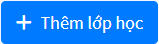 + Thêm lớp học